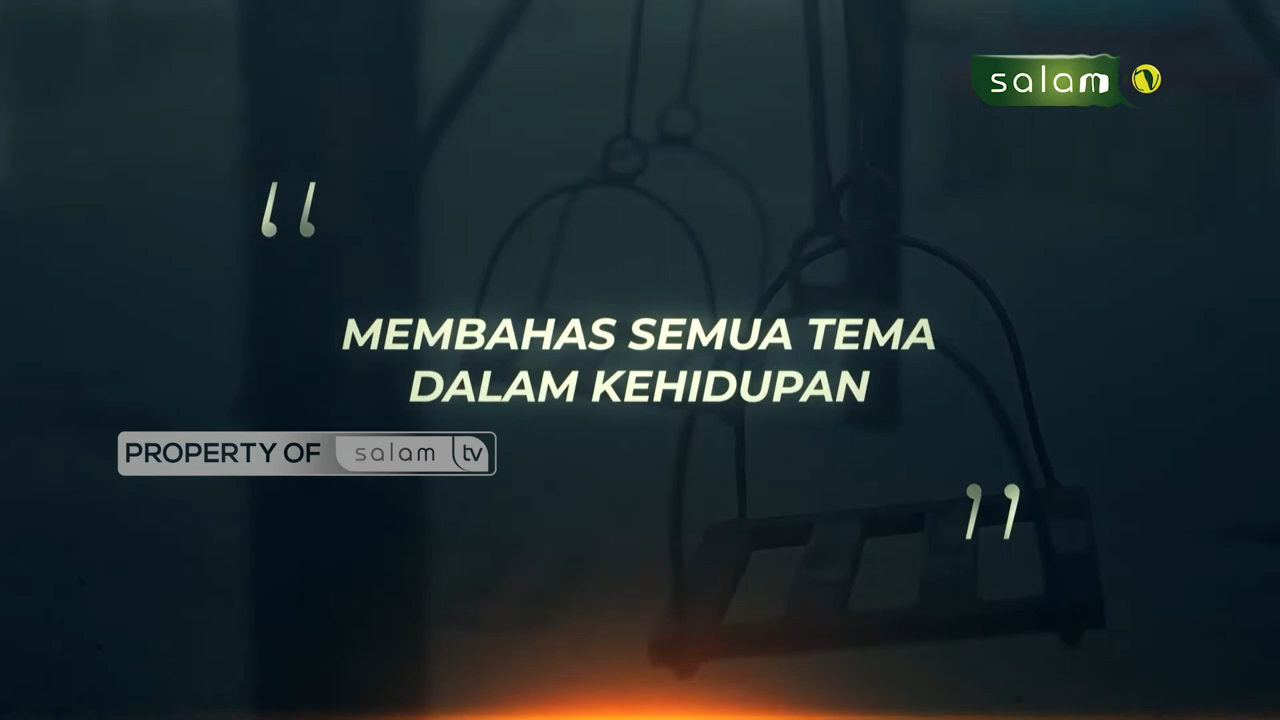 salam
“
MEMBAHAS SEMUA TEMA
DALAM KEHIDUPAN
PROPERTY OF salam tv
”